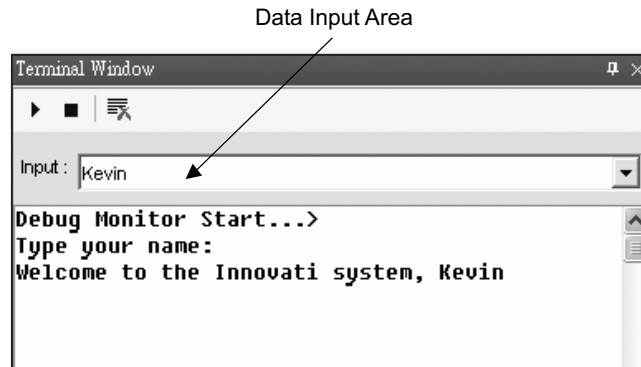 Data Input Area
Terminal Window
Input : Kevin
Debug Monitor Start...>
Type your name:
Welcome to the Innovati system, Kevin